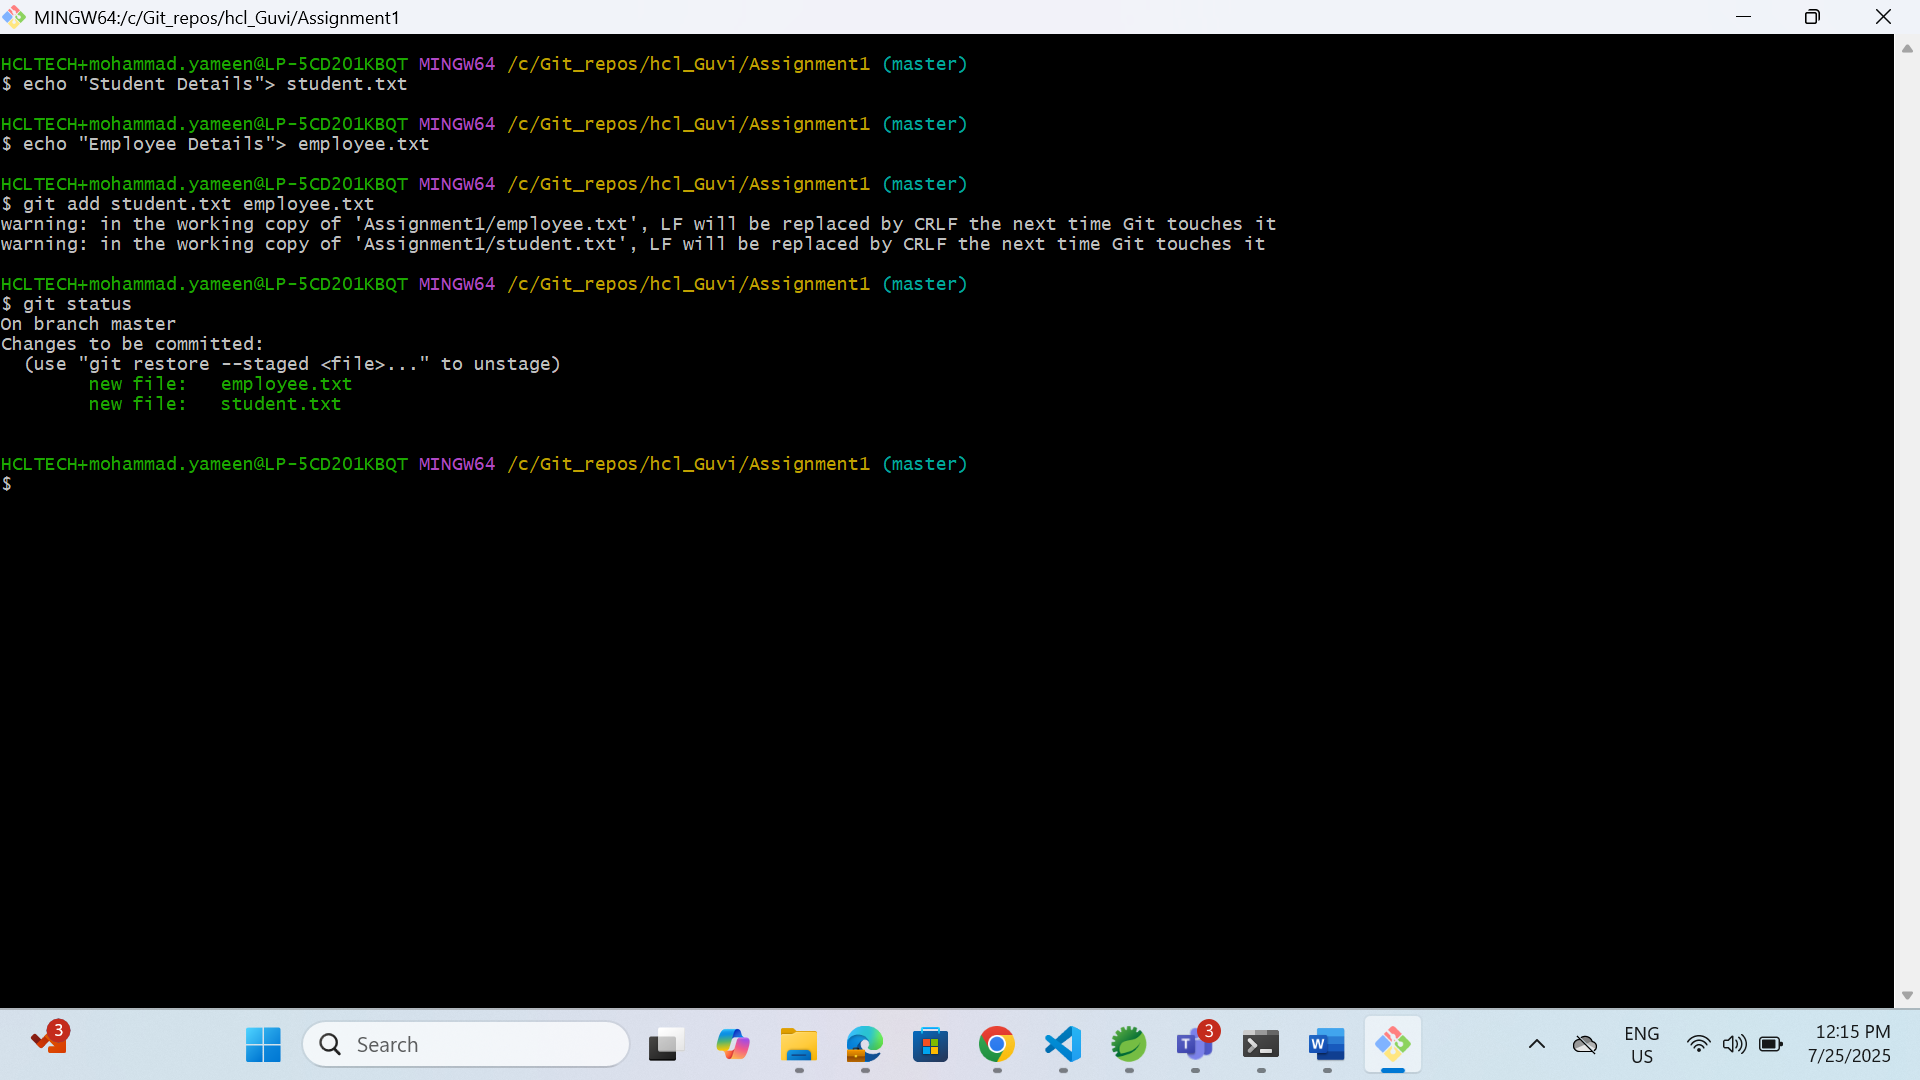 MINGW64:/c/Git_repos/hcl_Guvi/Assignment1
HCLTECH+mohammad.yameen@LP-5CD201KBQT MINGW64 /c/Git_repos/hcl_Guvi/Assignment1 (master)
$ echo "Student Details"> student.txt
HCLTECH+mohammad.yameen@LP-5CD201KBQT MINGW64 /c/Git_repos/hcl_Guvi/Assignment1 (master)
$ echo "Employee Details"> employee.txt
HCLTECH+mohammad.yameen@LP-5CD201KBQT MINGW64 /c/Git_repos/hcl_Guvi/Assignment1 (master)
$ git add student.txt employee.txt
warning: in the working copy of 'Assignment1/employee.txt', LF will be replaced by CRLF the next time Git touches it
warning: in the working copy of 'Assignment1/student.txt', LF will be replaced by CRLF the next time Git touches it
HCLTECH+mohammad.yameen@LP-5CD201KBQT MINGW64 /c/Git_repos/hcl_Guvi/Assignment1 (master)
$ git status
On branch master
Changes to be committed:
  (use "git restore --staged <file>..." to unstage)
        new file:   employee.txt
        new file:   student.txt
HCLTECH+mohammad.yameen@LP-5CD201KBQT MINGW64 /c/Git_repos/hcl_Guvi/Assignment1 (master)
$
3
Search
T
3
W
ENG
US
12:15 PM
7/25/2025